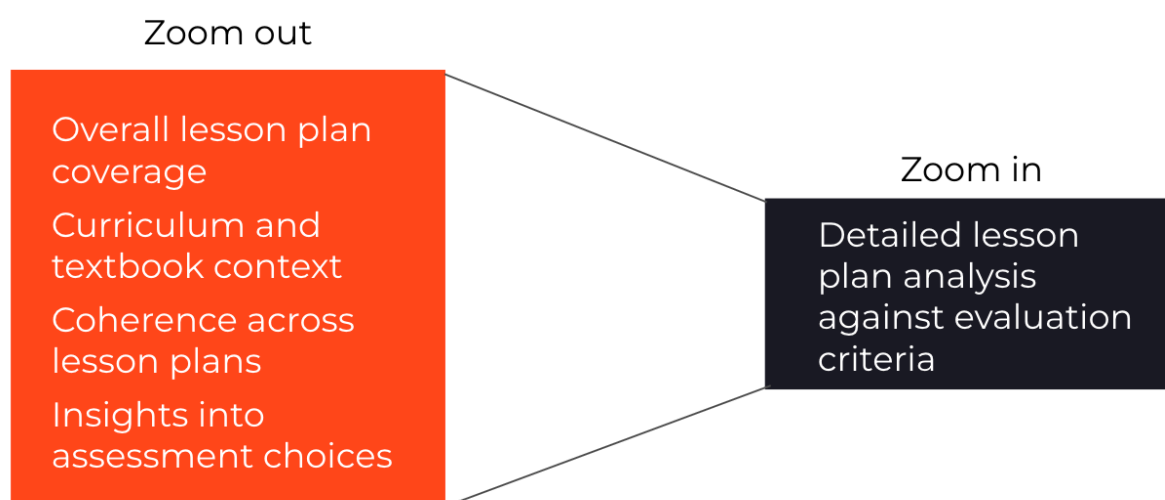 Zoom out
Overall lesson plan
coverage
Curriculum and
textbook context
Coherence across
lesson plans
Insights into
assessment choices
Zoom in
Detailed lesson
plan analysis
against evaluation
criteria